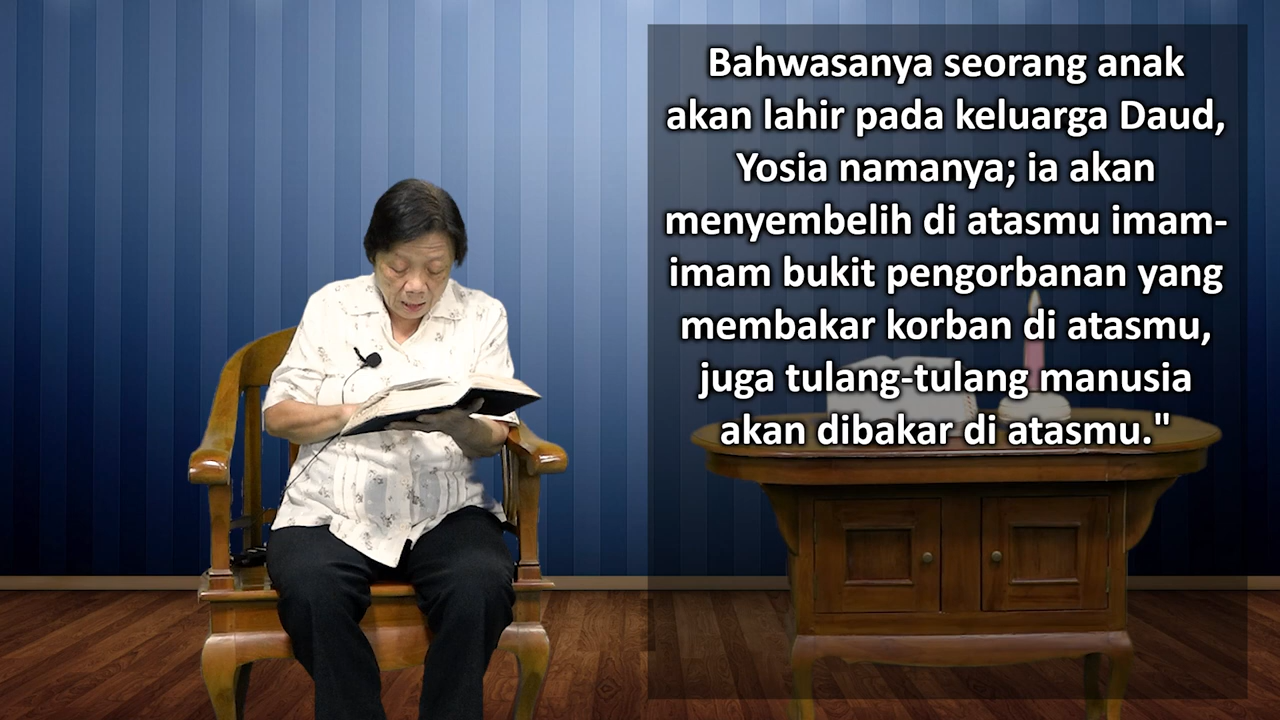 Bahwasanya seorang anak
akan lahir pada keluarga Daud,
Yosia namanya; ia akan
menyembelih di atasmu imam-
imam bukit pengorbanan yang
membakar korban di atasmu,
juga tulang-tulang manusia
akan dibakar di atasmu."